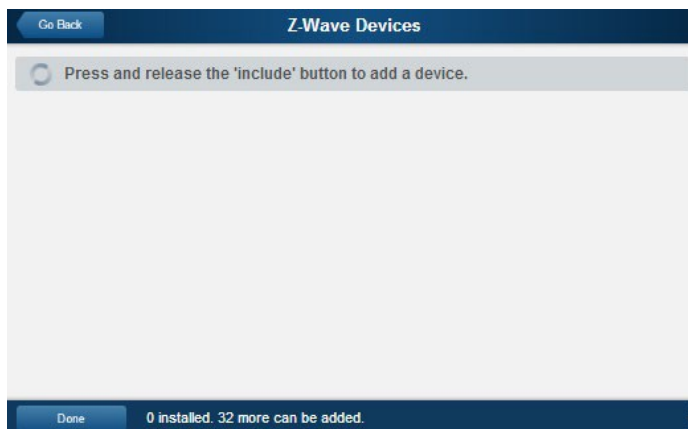 Go Back
Z-Wave Devices
Press and release the 'include' button to add a device.
Done
0 installed. 32 more can be added.